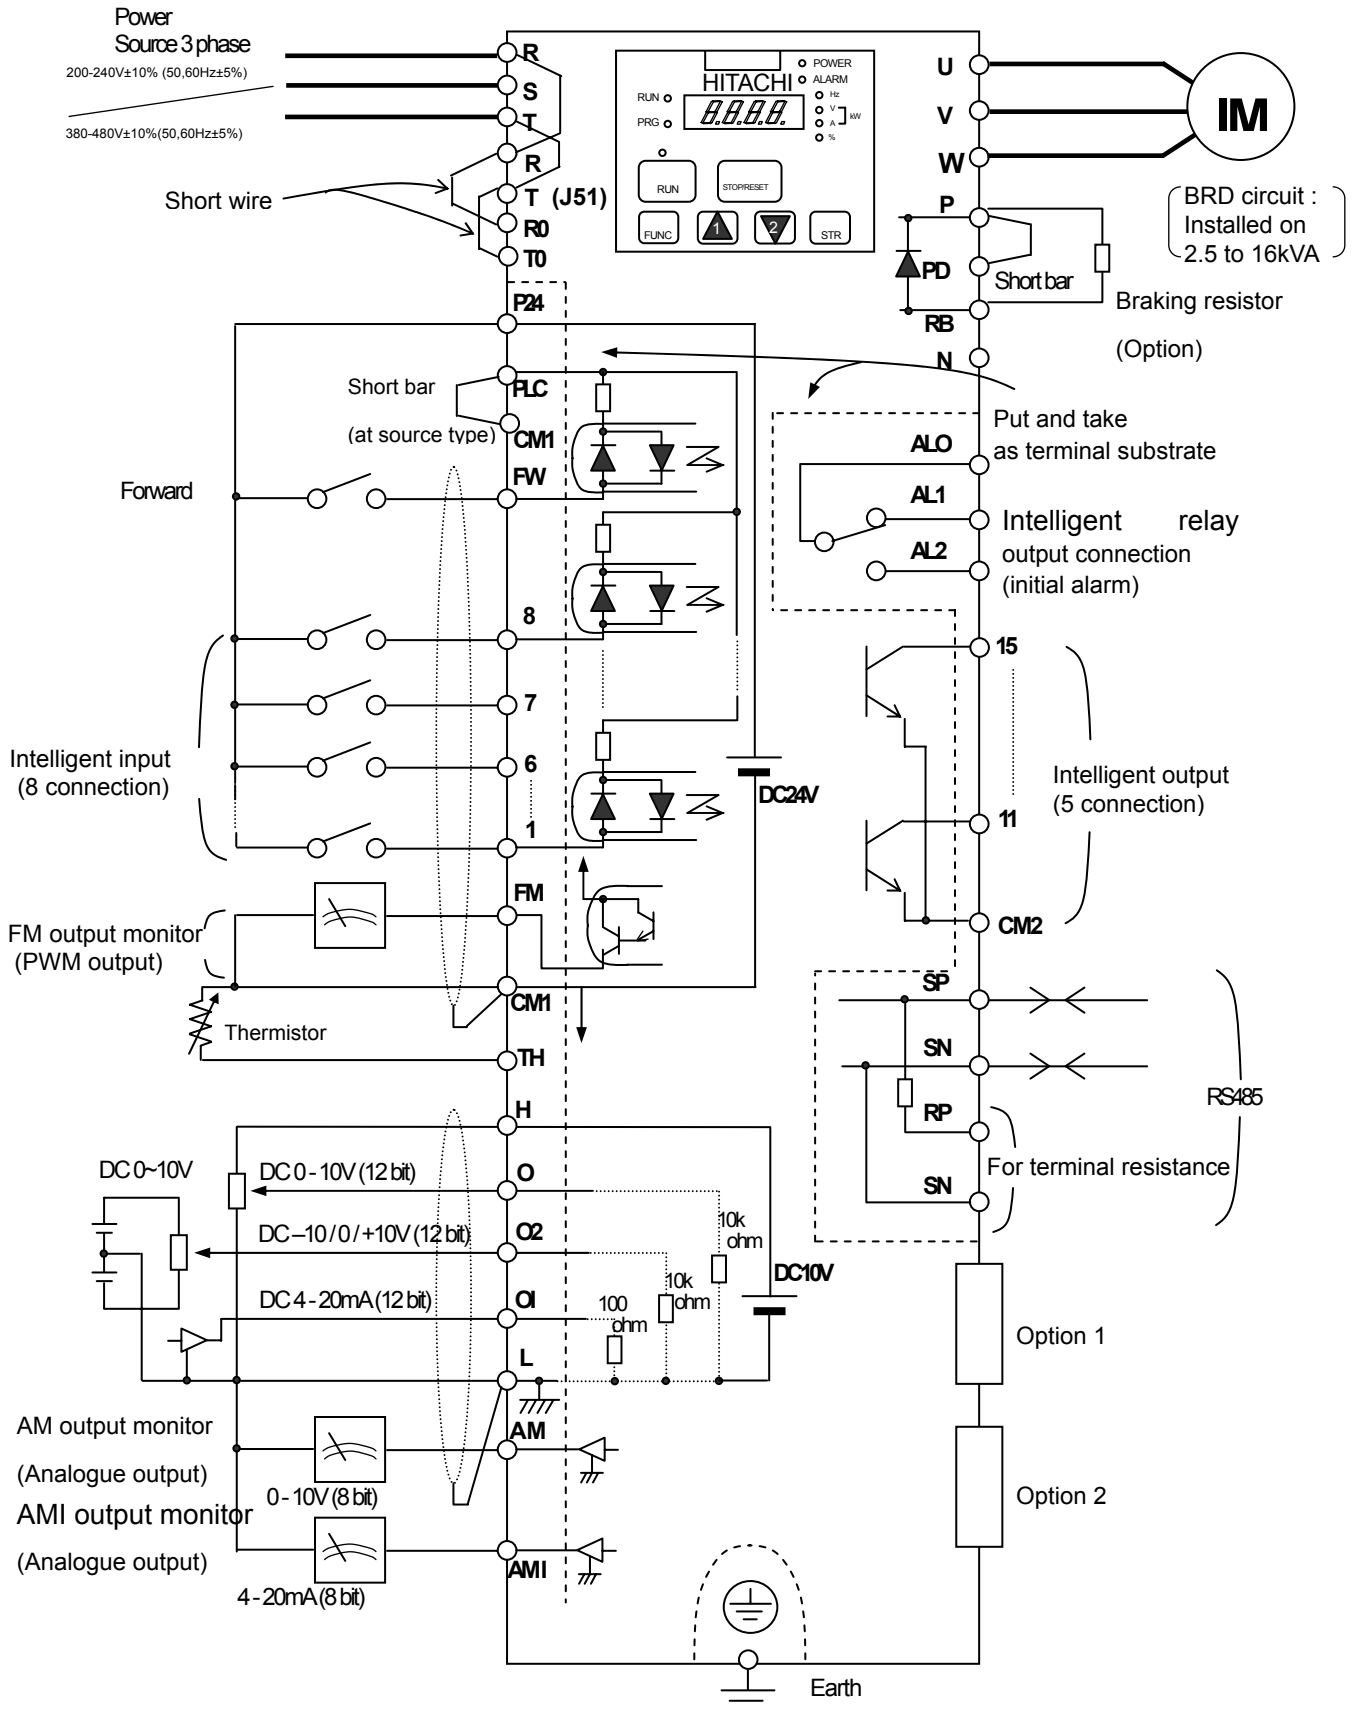 Power
Source 3 phase
200-240V±10% (50,60Hz±5%)
380-480V±10%(50,60Hz±5%)
R
S
T
R
T (J51)
R0
T0
Short wire
HITACHI
POWER
ALARM
RUN
PRG
Hz
V
A
kW
%
8.8.8.8.
RUN
STOP/RESET
FUNC
1
2
STR
U
V
W
IM
P
PD
RB
N
Short bar
BRD circuit :
Installed on
2.5 to 16kVA
Braking resistor
(Option)
P24
PLC
CM1
Short bar
(at source type)
FW
Forward
8
7
6
1
Intelligent input
(8 connection)
DC24V
Put and take
as terminal substrate
AL0
AL1
AL2
Intelligent relay
output connection
(initial alarm)
15
11
CM2
Intelligent output
(5 connection)
FM
FM output monitor
(PWM output)
CM1
Thermistor
TH
SP
SN
RP
SN
RS485
For terminal resistance
H
DC 0~10V
DC 0 - 10V (12 bit)
O
DC –10 / 0 / +10V (12 bit)
O2
DC 4 - 20mA (12 bit)
OI
L
10k
ohm
10k
ohm
100
ohm
DC10V
Option 1
AM output monitor
(Analogue output)
AM
0 - 10V (8 bit)
AMI output monitor
(Analogue output)
AMI
4 - 20mA (8 bit)
Option 2
Earth